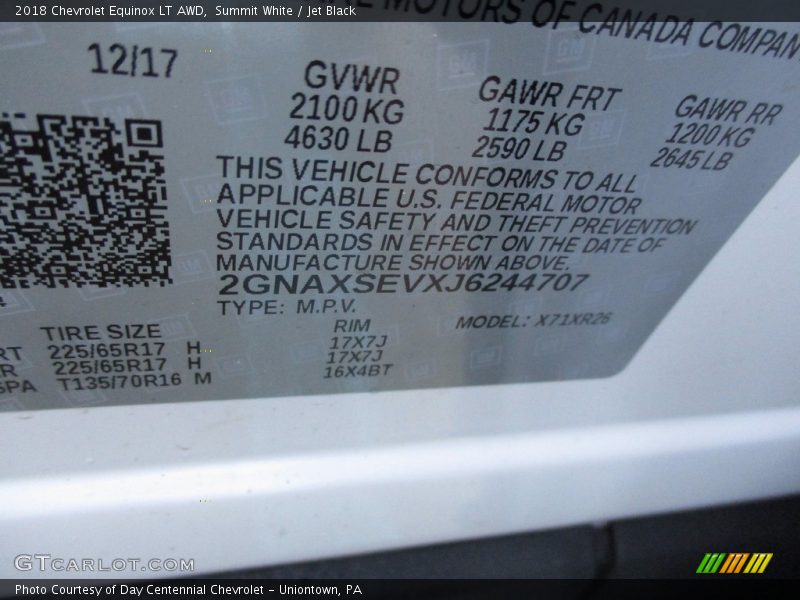 2018 Chevrolet Equinox LT AWD, Summit White / Jet Black
MOTORS OF CANADA COMPAN
12/17
GVWR
2100 KG
4630 LB
GAWR FRT
1175 KG
2590 LB
GAWR RR
1200 KG
2645 LB
THIS VEHICLE CONFORMS TO ALL
APPLICABLE U.S. FEDERAL MOTOR
VEHICLE SAFETY AND THEFT PREVENTION
STANDARDS IN EFFECT ON THE DATE OF
MANUFACTURE SHOWN ABOVE.
2GNAXSEVXJ6244707
TYPE: M.P.V.
MODEL: X71XR26
TIRE SIZE
RIM
RT 225/65R17 H 17X7J
R 225/65R17 H 17X7J
SPA T135/70R16 M 16X4BT
GTCARLOT.COM
Photo Courtesy of Day Centennial Chevrolet - Uniontown, PA